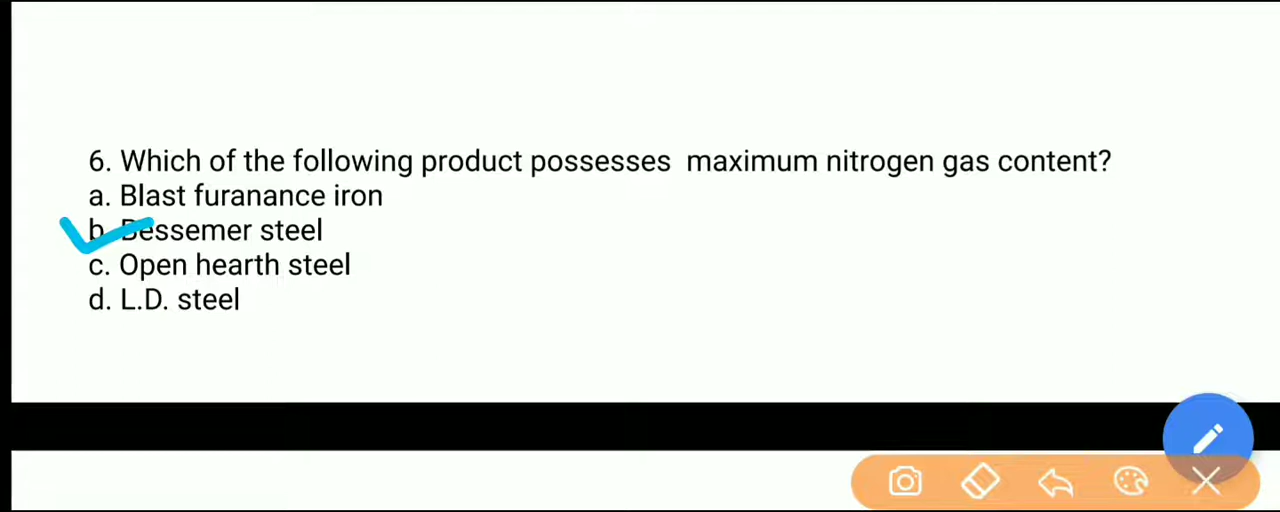 6. Which of the following product possesses maximum nitrogen gas content?
a. Blast furanance iron
b. Bessemer steel
c. Open hearth steel
d. L.D. steel